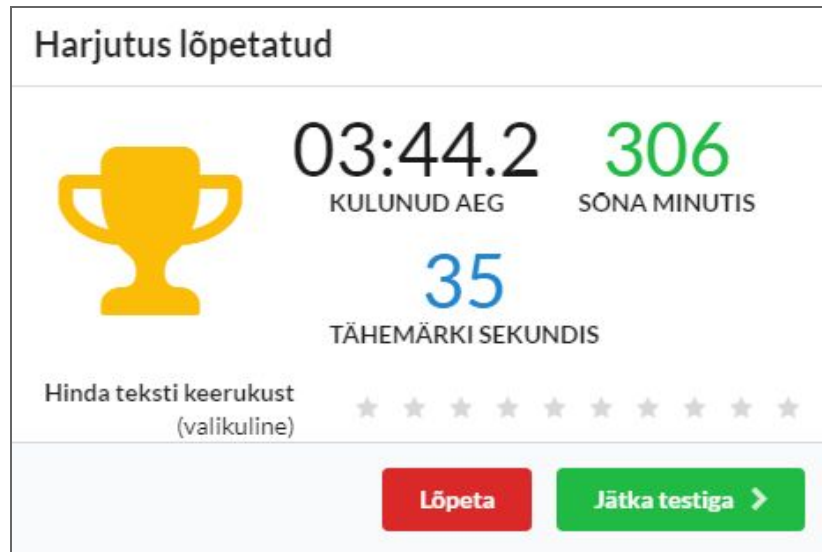 Harjutus lõpetatud
03:44.2
KULUNUD AEG
306
SÕNA MINUTIS
35
TÄHEMÄRKI SEKUNDIS
Hinda teksti keerukust
(valikuline)
Lõpeta
Jätka testiga